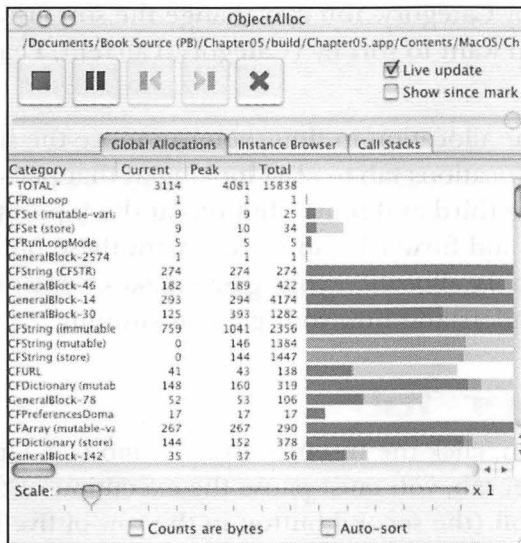 ObjectAlloc
/Documents/Book Source (PB)/Chapter05/build/Chapter05.app/Contents/MacOS/Ch
Live update
Show since mark
Global Allocations Instance Browser Call Stacks
Category Current Peak Total
* TOTAL * 3114 4081 15838
CFRunLoop 1 1 1
CFSet (mutable-varia 9 9 25
CFSet (store) 9 10 34
CFRunLoopMode 5 5 5
GeneralBlock-2574 1 1 1
CFString (CFSTR) 274 274 274
GeneralBlock-46 182 189 422
GeneralBlock-14 293 294 4174
GeneralBlock-30 125 393 1282
CFString (immutable 759 1041 2356
CFString (mutable) 0 146 1384
CFString (store) 0 144 1447
CFURL 41 43 138
CFDictionary (mutab 148 160 319
GeneralBlock-78 52 53 106
CFPreferencesDoma 17 17 17
CFArray (mutable-va 267 267 290
CFDictionary (store) 144 152 378
GeneralBlock-142 35 37 56
Scale: x 1
Counts are bytes Auto-sort